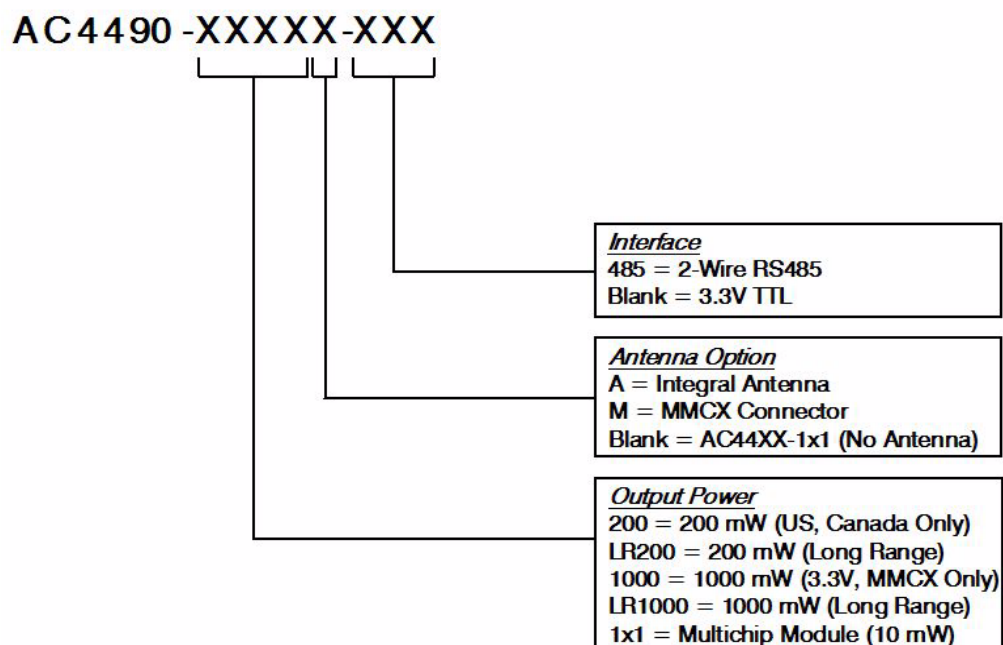 AC4490-XXXXX-XXX
Interface
485 = 2-Wire RS485
Blank = 3.3V TTL
Antenna Option
A = Integral Antenna
M = MMCX Connector
Blank = AC44XX-1x1 (No Antenna)
Output Power
200 = 200 mW (US, Canada Only)
LR200 = 200 mW (Long Range)
1000 = 1000 mW (3.3V, MMCX Only)
LR1000 = 1000 mW (Long Range)
1x1 = Multichip Module (10 mW)